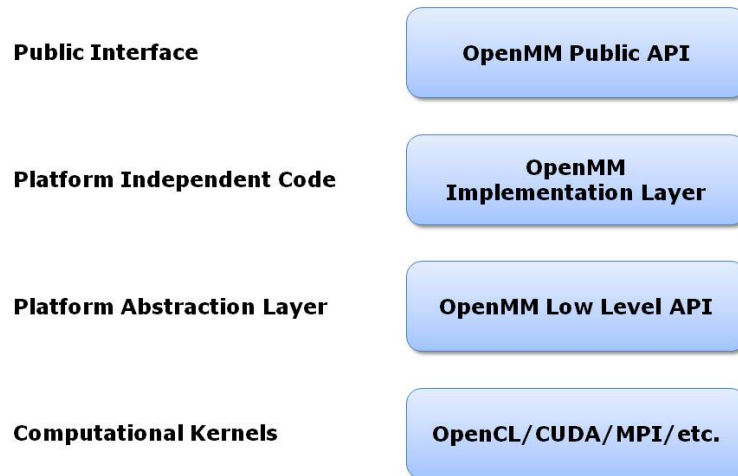 Public Interface
OpenMM Public API
Platform Independent Code
OpenMM
Implementation Layer
Platform Abstraction Layer
OpenMM Low Level API
Computational Kernels
OpenCL/CUDA/MPI/etc.